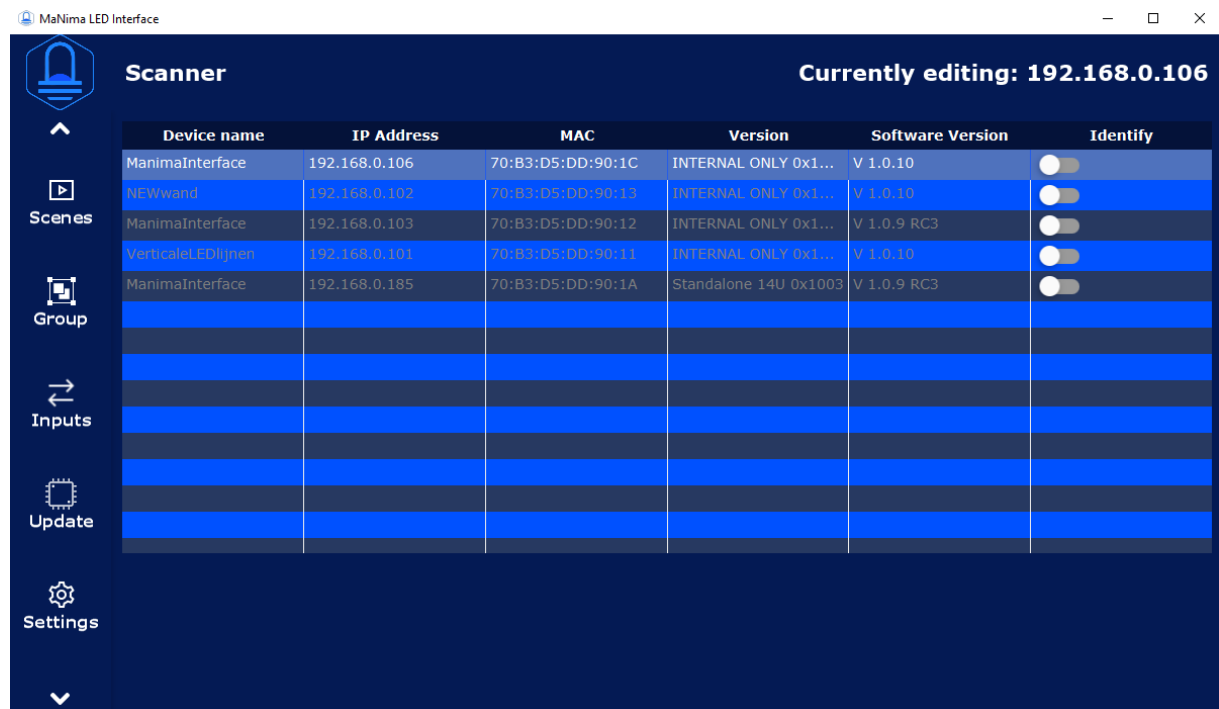 MaNima LED Interface
Scanner
Currently editing: 192.168.0.106
Device name IP Address MAC Version Software Version Identify
ManimaInterface 192.168.0.106 70:B3:D5:DD:90:1C INTERNAL ONLY 0x1... V 1.0.10
NEWwand 192.168.0.102 70:B3:D5:DD:90:13 INTERNAL ONLY 0x1... V 1.0.10
ManimaInterface 192.168.0.103 70:B3:D5:DD:90:12 INTERNAL ONLY 0x1... V 1.0.9 RC3
VerticaleLEDlijnen 192.168.0.101 70:B3:D5:DD:90:11 INTERNAL ONLY 0x1... V 1.0.10
ManimaInterface 192.168.0.185 70:B3:D5:DD:90:1A Standalone 14U 0x1003 V 1.0.9 RC3
Scenes
Group
Inputs
Update
Settings